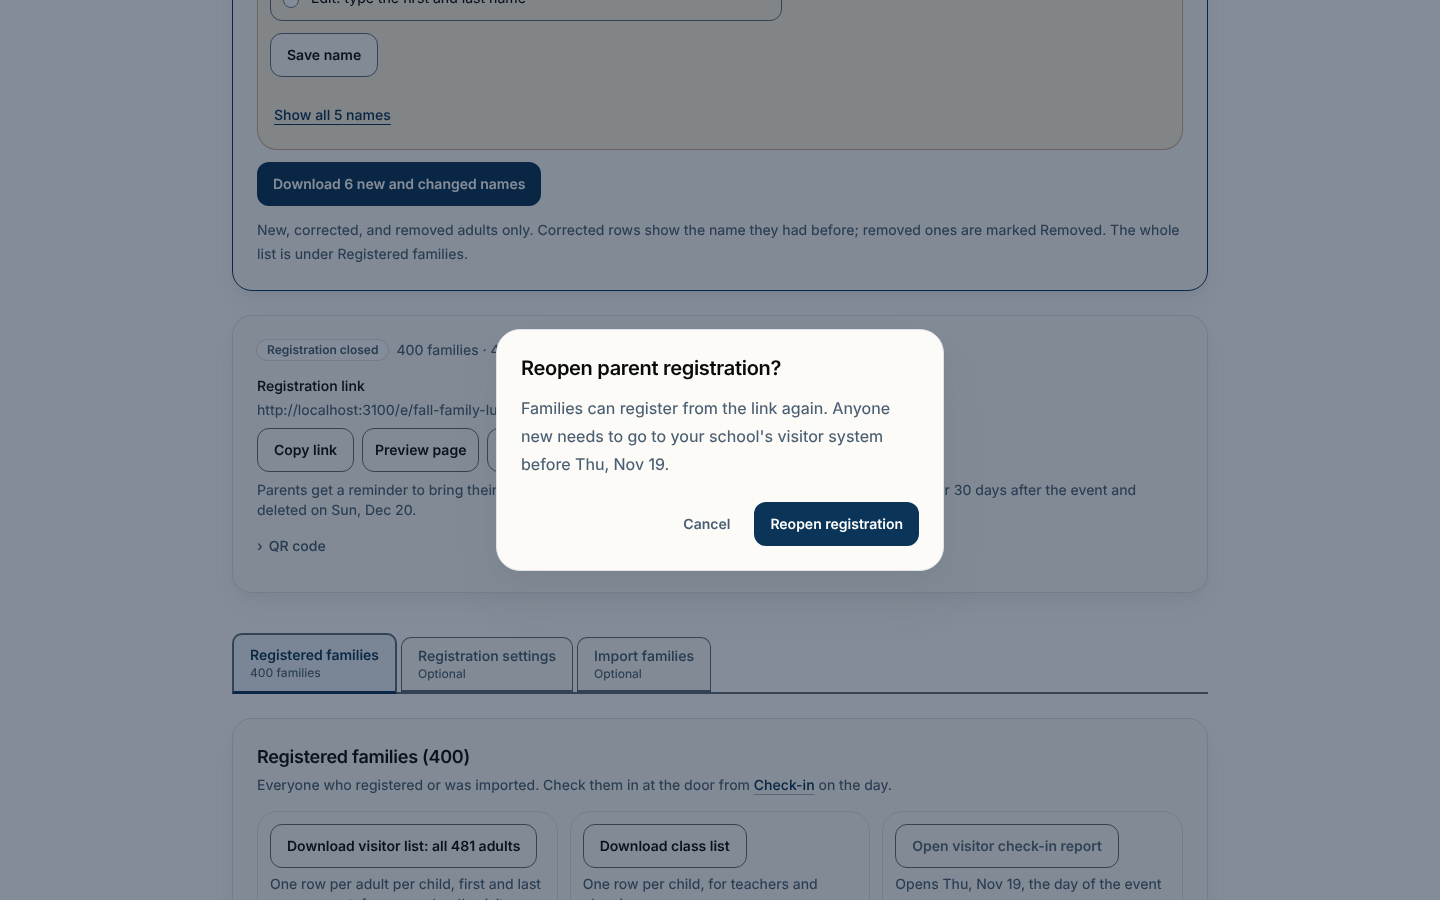 Save name
Show all 5 names
Download 6 new and changed names
New, corrected, and removed adults only. Corrected rows show the name they had before; removed ones are marked Removed. The whole
list is under Registered families.
Registration closed 400 families ·
Registration link
http://localhost:3100/e/fall-family-lu
Copy link Preview page
Parents get a reminder to bring their 30 days after the event and
deleted on Sun, Dec 20.
› QR code
Reopen parent registration?
Families can register from the link again. Anyone
new needs to go to your school's visitor system
before Thu, Nov 19.
Cancel Reopen registration
Registered families Registration settings Import families
400 families Optional Optional
Registered families (400)
Everyone who registered or was imported. Check them in at the door from Check-in on the day.
Download visitor list: all 481 adults Download class list Open visitor check-in report
One row per adult per child, first and last One row per child, for teachers and Opens Thu, Nov 19, the day of the event